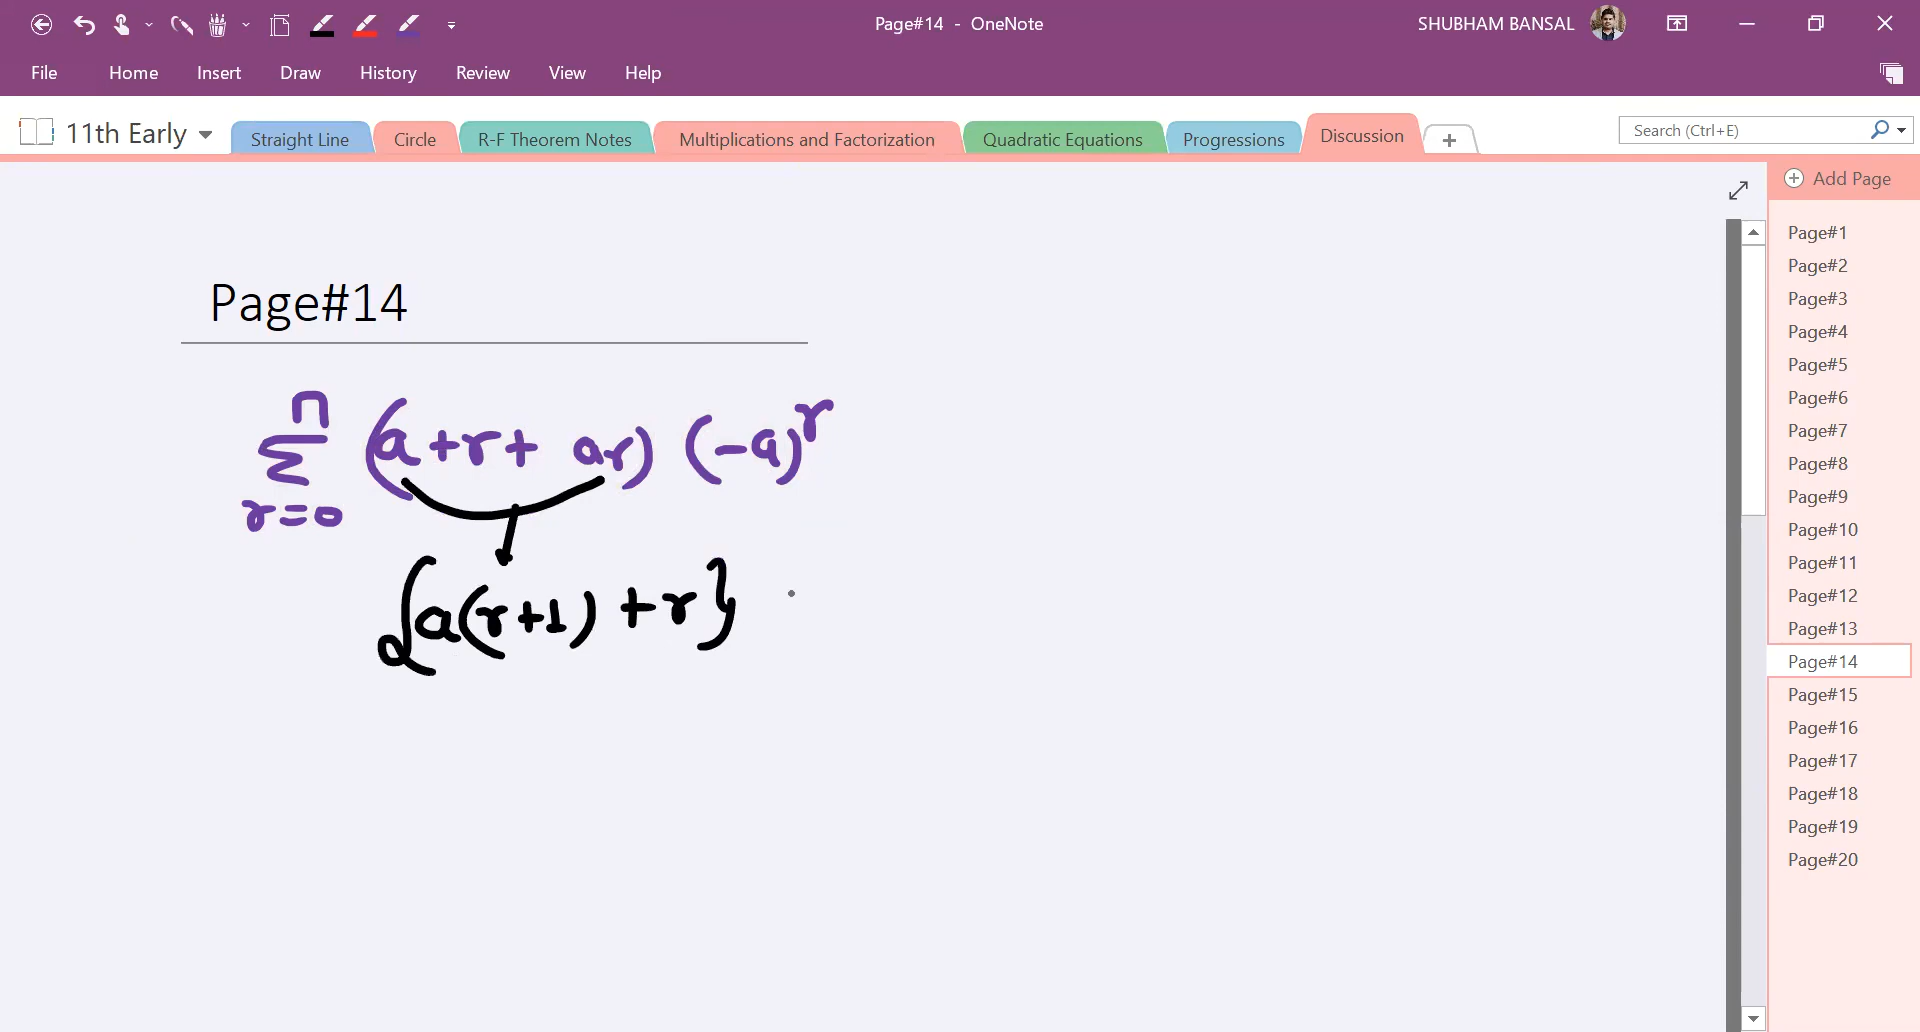 Page#14 - OneNote
SHUBHAM BANSAL
File Home Insert Draw History Review View Help
11th Early
Straight Line Circle R-F Theorem Notes Multiplications and Factorization Quadratic Equations Progressions Discussion +
Search (Ctrl+E)
Add Page
Page#14
n
Σ (a+r+ ar) (-a)^r
r=0
{a(r+1) +r}
Page#1
Page#2
Page#3
Page#4
Page#5
Page#6
Page#7
Page#8
Page#9
Page#10
Page#11
Page#12
Page#13
Page#14
Page#15
Page#16
Page#17
Page#18
Page#19
Page#20